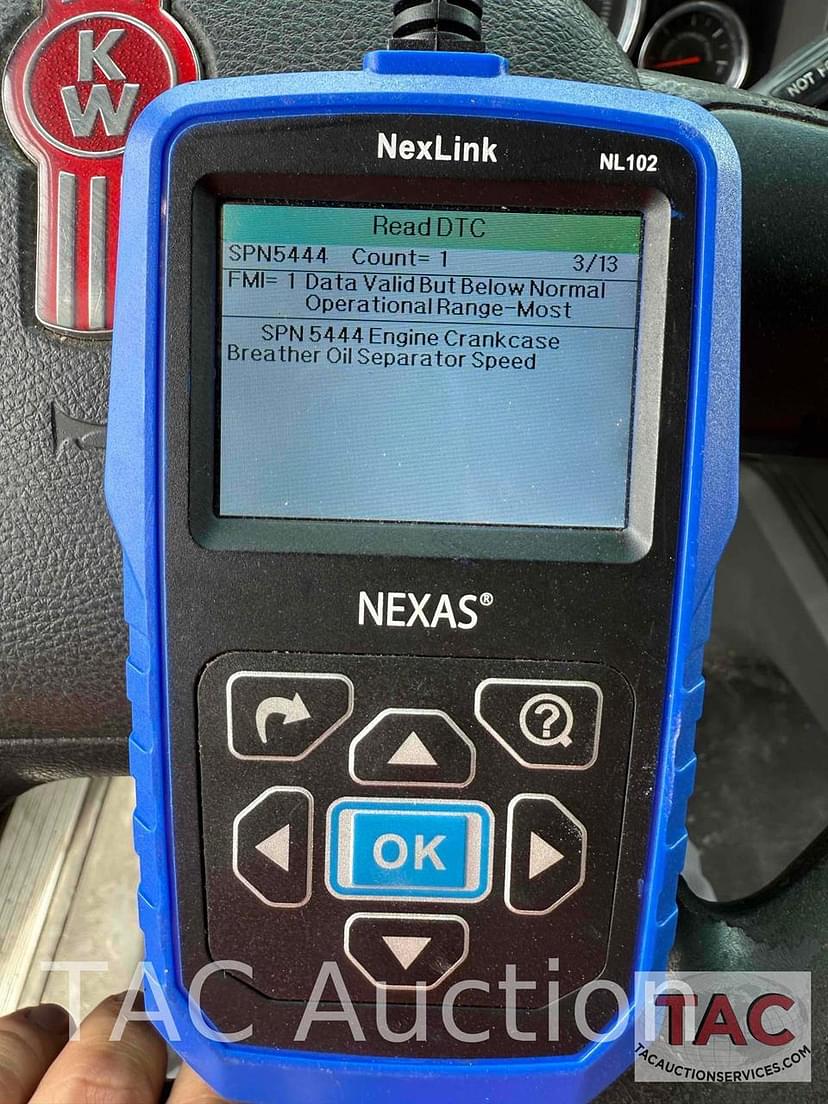 KW
NOT F
NexLink
NL102
Read DTC
SPN5444 Count= 1 3/13
FMI= 1 Data Valid But Below Normal
Operational Range-Most
SPN 5444 Engine Crankcase
Breather Oil Separator Speed
NEXAS®
?
OK
TAC Auction
TAC
TACAUCTIONSERVICES.COM